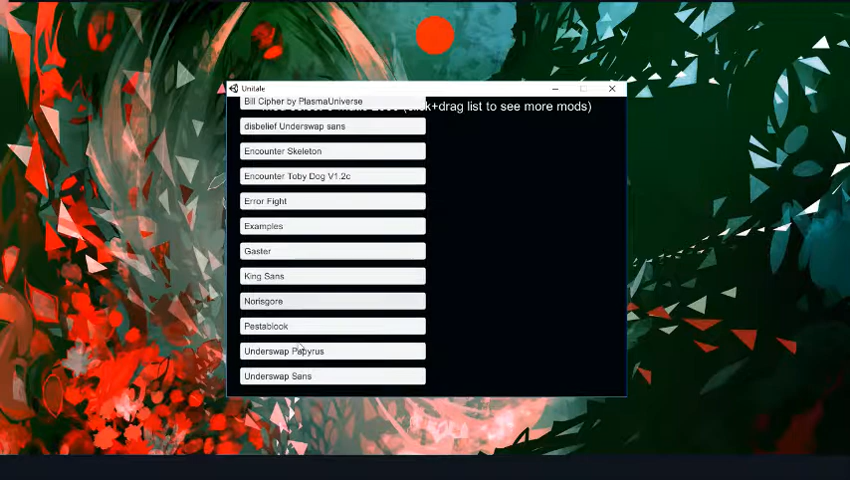 Unitale
Bill Cipher by PlasmaUniverse
(click+drag list to see more mods)
disbelief Underswap sans
Encounter Skeleton
Encounter Toby Dog V1.2c
Error Fight
Examples
Gaster
King Sans
Norisgore
Pestablook
Underswap Papyrus
Underswap Sans